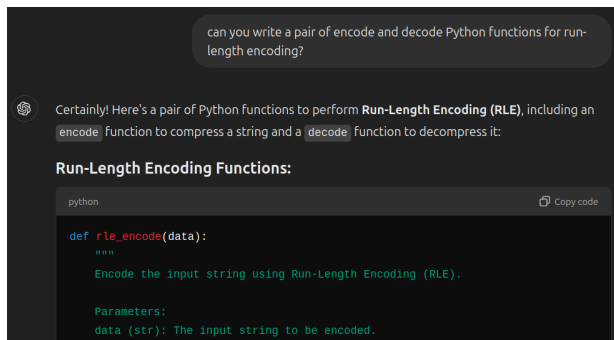 can you write a pair of encode and decode Python functions for run-
length encoding?
Certainly! Here's a pair of Python functions to perform Run-Length Encoding (RLE), including an
encode function to compress a string and a decode function to decompress it:
Run-Length Encoding Functions:
python Copy code
def rle_encode(data):
"""
Encode the input string using Run-Length Encoding (RLE).
Parameters:
data (str): The input string to be encoded.